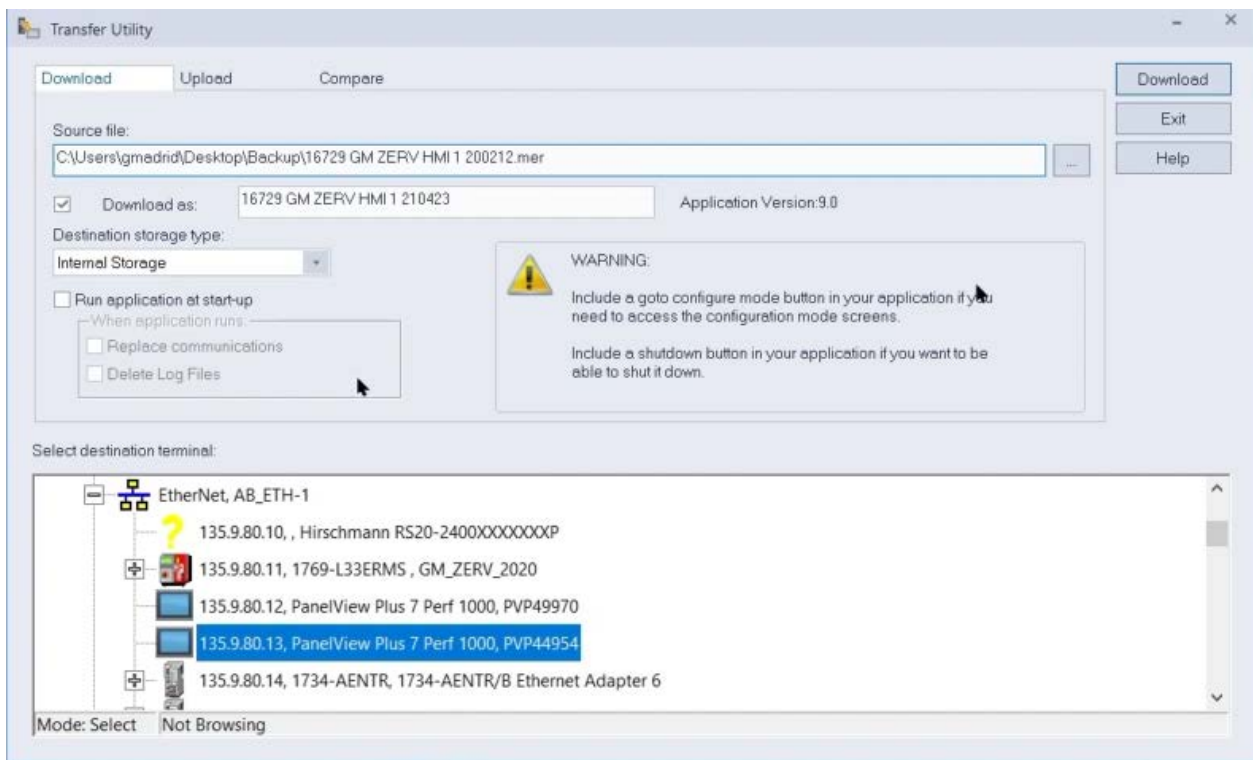 Transfer Utility
Download Upload Compare
Download
Exit
Help
Source file:
C:\Users\gmadrid\Desktop\Backup\16729 GM ZERV HMI 1 200212.mer
...
Download as: 16729 GM ZERV HMI 1 210423 Application Version:9.0
Destination storage type:
Internal Storage
Run application at start-up
When application runs:
Replace communications
Delete Log Files
WARNING:
Include a goto configure mode button in your application if you
need to access the configuration mode screens.
Include a shutdown button in your application if you want to be
able to shut it down.
Select destination terminal:
EtherNet, AB_ETH-1
135.9.80.10, , Hirschmann RS20-2400XXXXXXXP
135.9.80.11, 1769-L33ERMS , GM_ZERV_2020
135.9.80.12, PanelView Plus 7 Perf 1000, PVP49970
135.9.80.13, PanelView Plus 7 Perf 1000, PVP44954
135.9.80.14, 1734-AENTR, 1734-AENTR/B Ethernet Adapter 6
Mode: Select Not Browsing